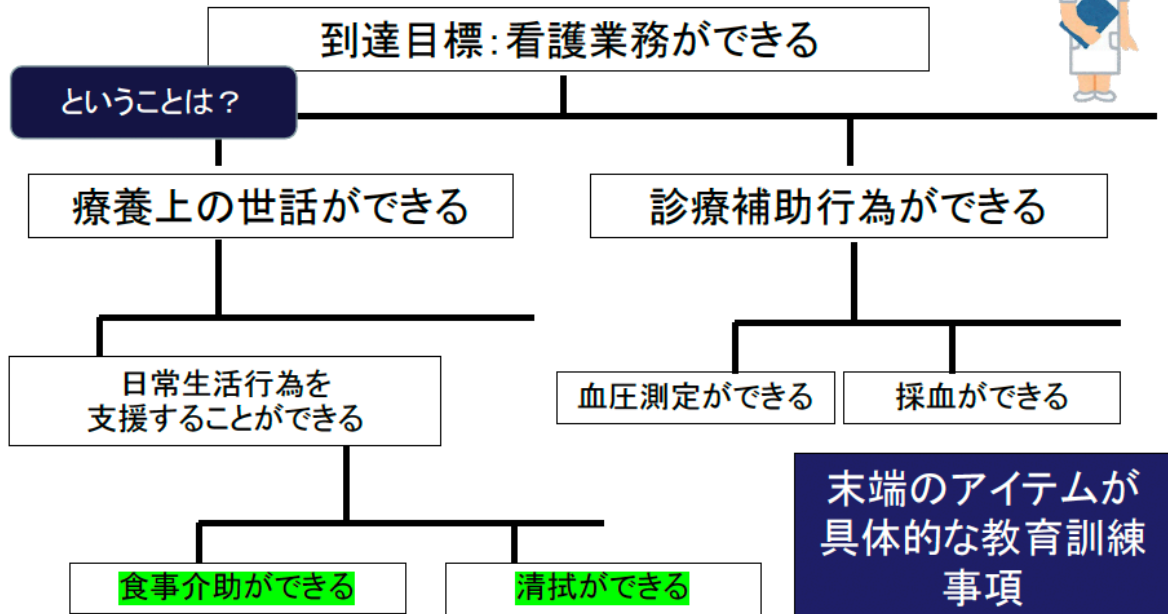 到達目標：看護業務ができる
ということは？
療養上の世話ができる
診療補助行為ができる
日常生活行為を
支援することができる
血圧測定ができる
採血ができる
末端のアイテムが
具体的な教育訓練
事項
食事介助ができる
清拭ができる